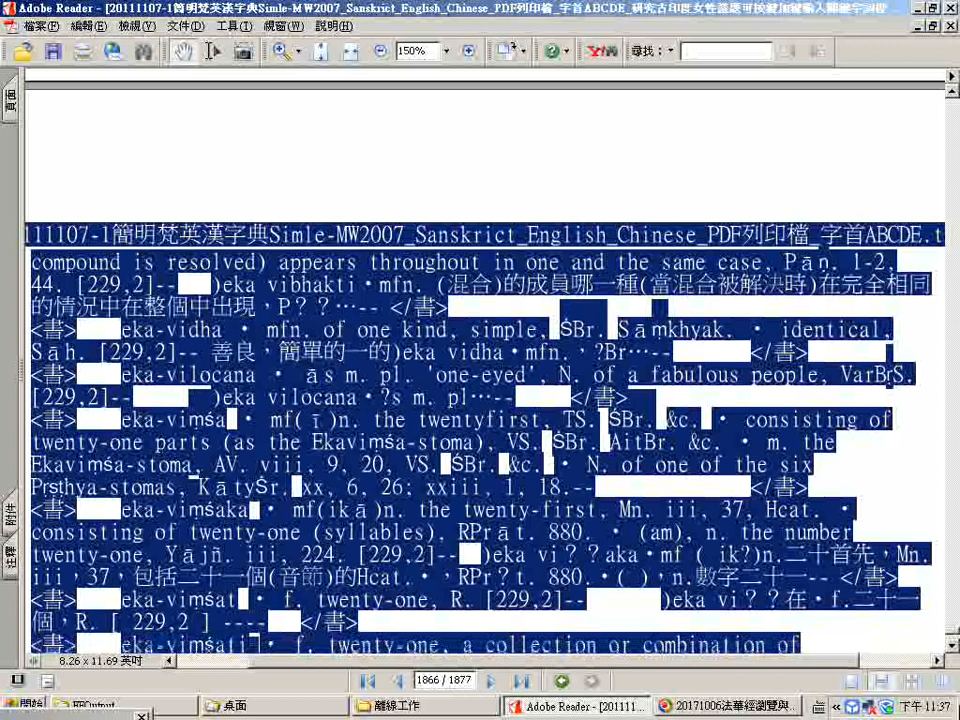 Adobe Reader - [20111107-1簡明梵英漢字典Simle-MW2007_Sanskrict_English_Chinese_PDF列印檔_字首ABCDE_研究古印度女性
檔案(F) 編輯(E) 檢視(V) 文件(D) 工具(T) 視窗(W) 說明(H)
150% 尋找:
頁面
111107-1簡明梵英漢字典Simle-MW2007_Sanskrict_English_Chinese_PDF列印檔_字首ABCDE.t
compound is resolved) appears throughout in one and the same case, Pāṇ. 1-2,
44. [229,2]-- )eka vibhakti·mfn. (混合)的成員哪一種(當混合被解決時)在完全相同
的情況中在整個中出現，P??···-- </書>
<書> eka-vidha · mfn. of one kind, simple, ŚBr. Sāṃkhyak. · identical,
Sāh. [229,2]-- 善良，簡單的一的)eka vidha·mfn.，?Br···-- </書>
<書> eka-vilocana · ās m. pl. 'one-eyed', N. of a fabulous people, VarBṛS.
[229,2]-- )eka vilocana·?s m. pl···-- </書>
<書> eka-viṃśa · mf(ī)n. the twentyfirst, TS. ŚBr. &c. · consisting of
twenty-one parts (as the Ekaviṃśa-stoma), VS. ŚBr. AitBr. &c. · m. the
Ekaviṃśa-stoma, AV. viii, 9, 20, VS. ŚBr. &c. · N. of one of the six
Pṛsthya-stomas, KātyŚr. xx, 6, 26; xxiii, 1, 18.-- </書>
<書> eka-viṃśaka · mf(ikā)n. the twenty-first, Mn. iii, 37, Hcat. ·
consisting of twenty-one (syllables), RPrāt. 880. · (am), n. the number
twenty-one, Yājñ. iii, 224. [229,2]-- )eka vi??aka·mf ( ik?)n.二十首先，Mn.
iii，37，包括二十一個(音節)的Hcat.·，RPr?t. 880.·( )，n.數字二十一-- </書>
<書> eka-viṃśat · f. twenty-one, R. [229,2]-- )eka vi??在·f.二十一
個，R. [ 229,2 ] ---- </書>
<書> eka-viṃśati · f. twenty-one, a collection or combination of
附件
注釋
8.26 x 11.69 英吋
1866 / 1877
開始 FFOutput 桌面 離線工作 Adobe Reader - [20111... 20171006法華經瀏覽與... 下午 11:37